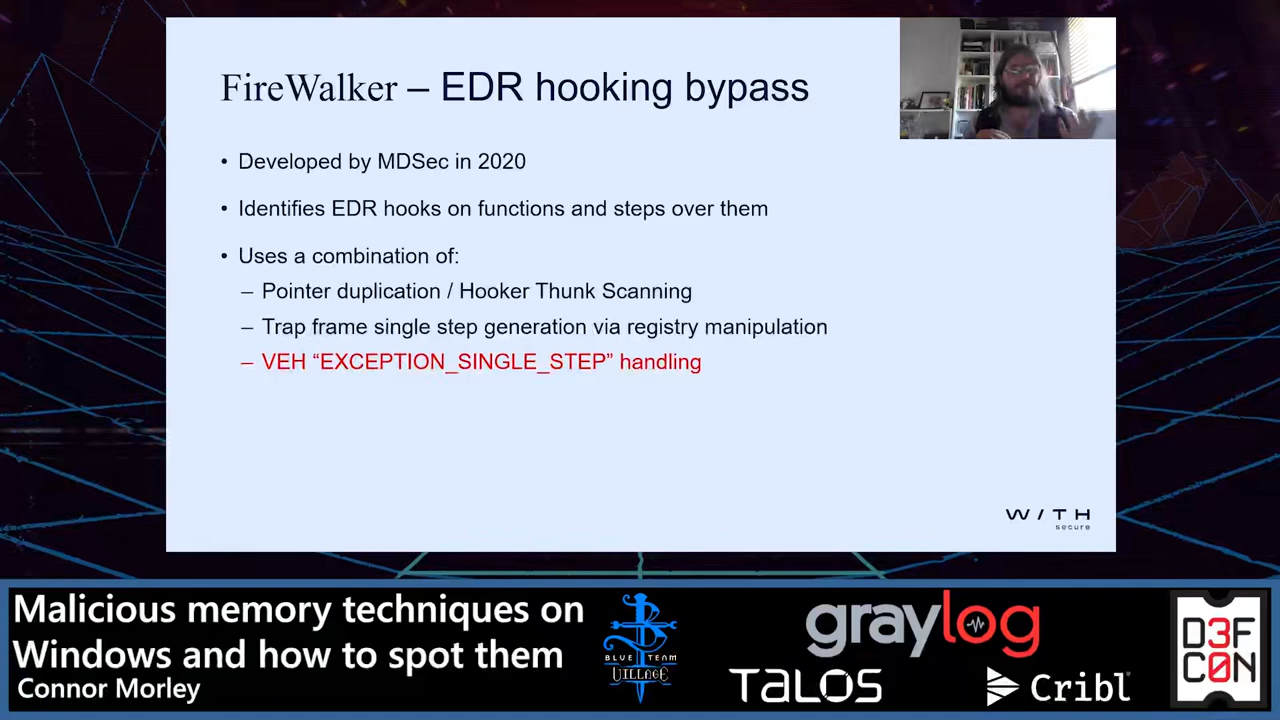 FireWalker – EDR hooking bypass
• Developed by MDSec in 2020
• Identifies EDR hooks on functions and steps over them
• Uses a combination of:
– Pointer duplication / Hooker Thunk Scanning
– Trap frame single step generation via registry manipulation
– VEH “EXCEPTION_SINGLE_STEP” handling
W / T H
secure
Malicious memory techniques on
Windows and how to spot them
Connor Morley
BLUE TEAM
VILLAGE
graylog
TALOS
Cribl
D3F
C0N